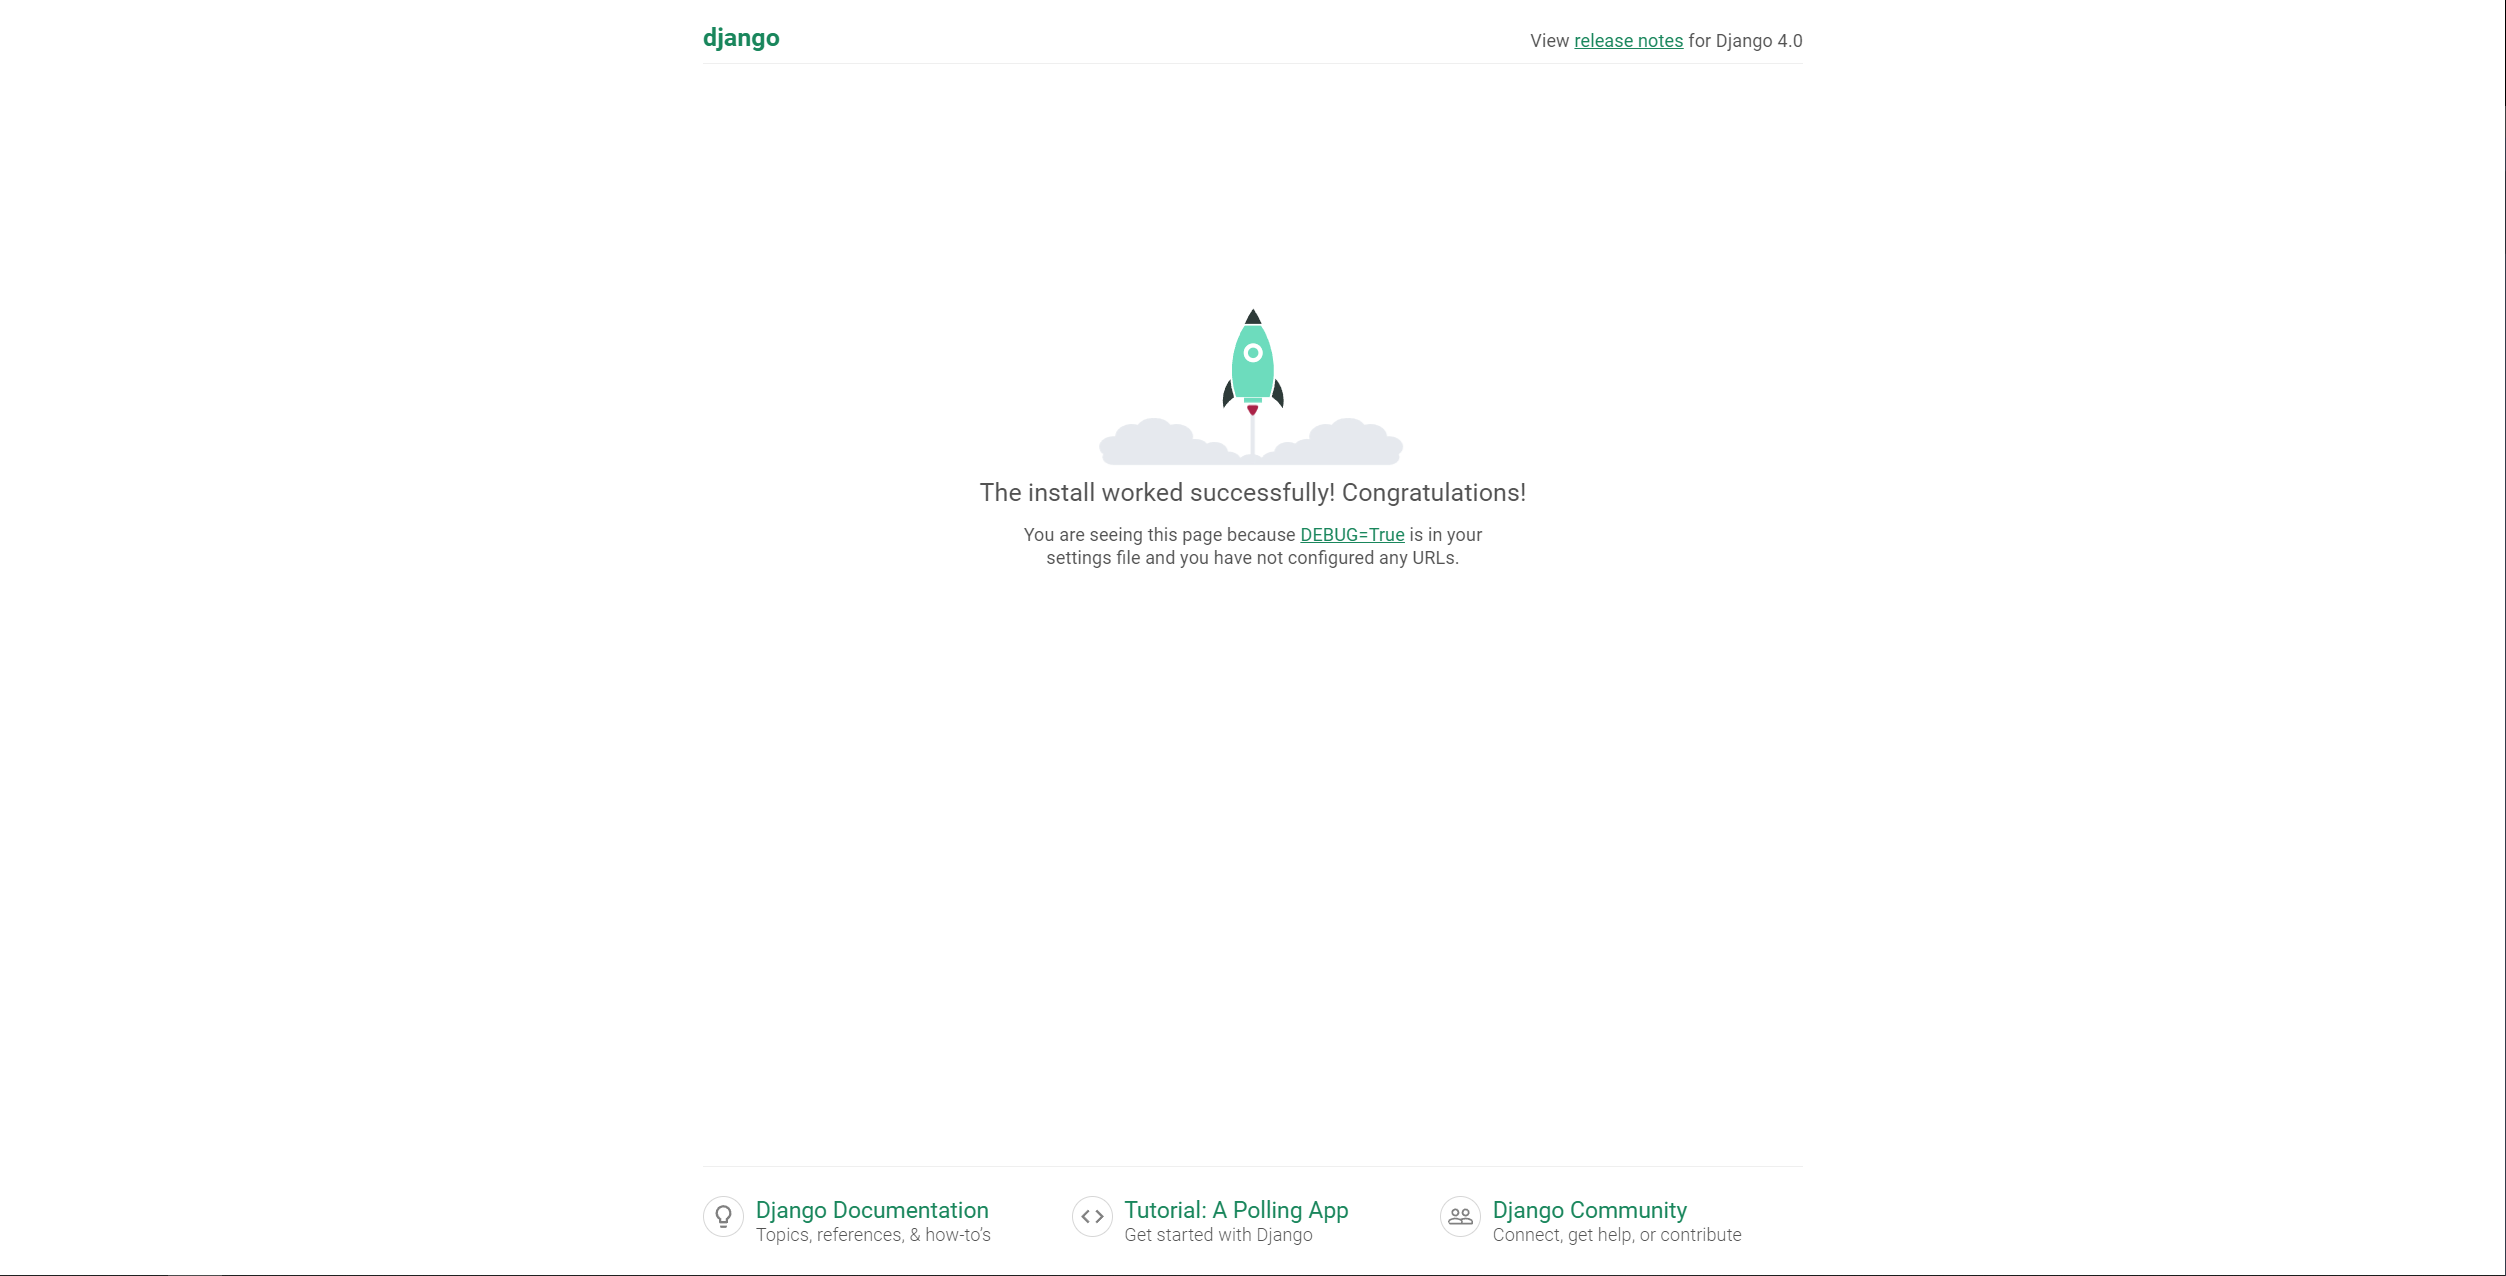 django
View release notes for Django 4.0
The install worked successfully! Congratulations!
You are seeing this page because DEBUG=True is in your
settings file and you have not configured any URLs.
Django Documentation
Topics, references, & how-to’s
Tutorial: A Polling App
Get started with Django
Django Community
Connect, get help, or contribute